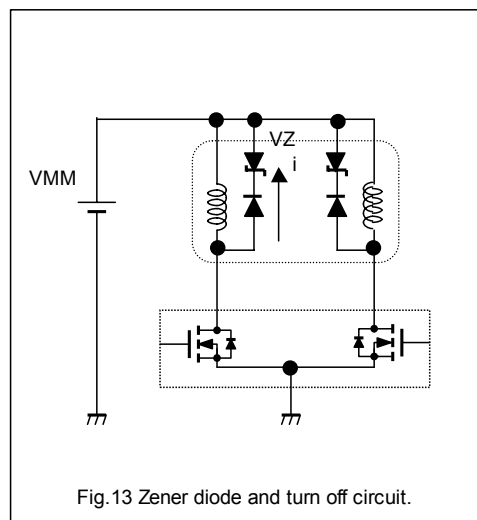 VZ
i
VMM
Fig.13 Zener diode and turn off circuit.